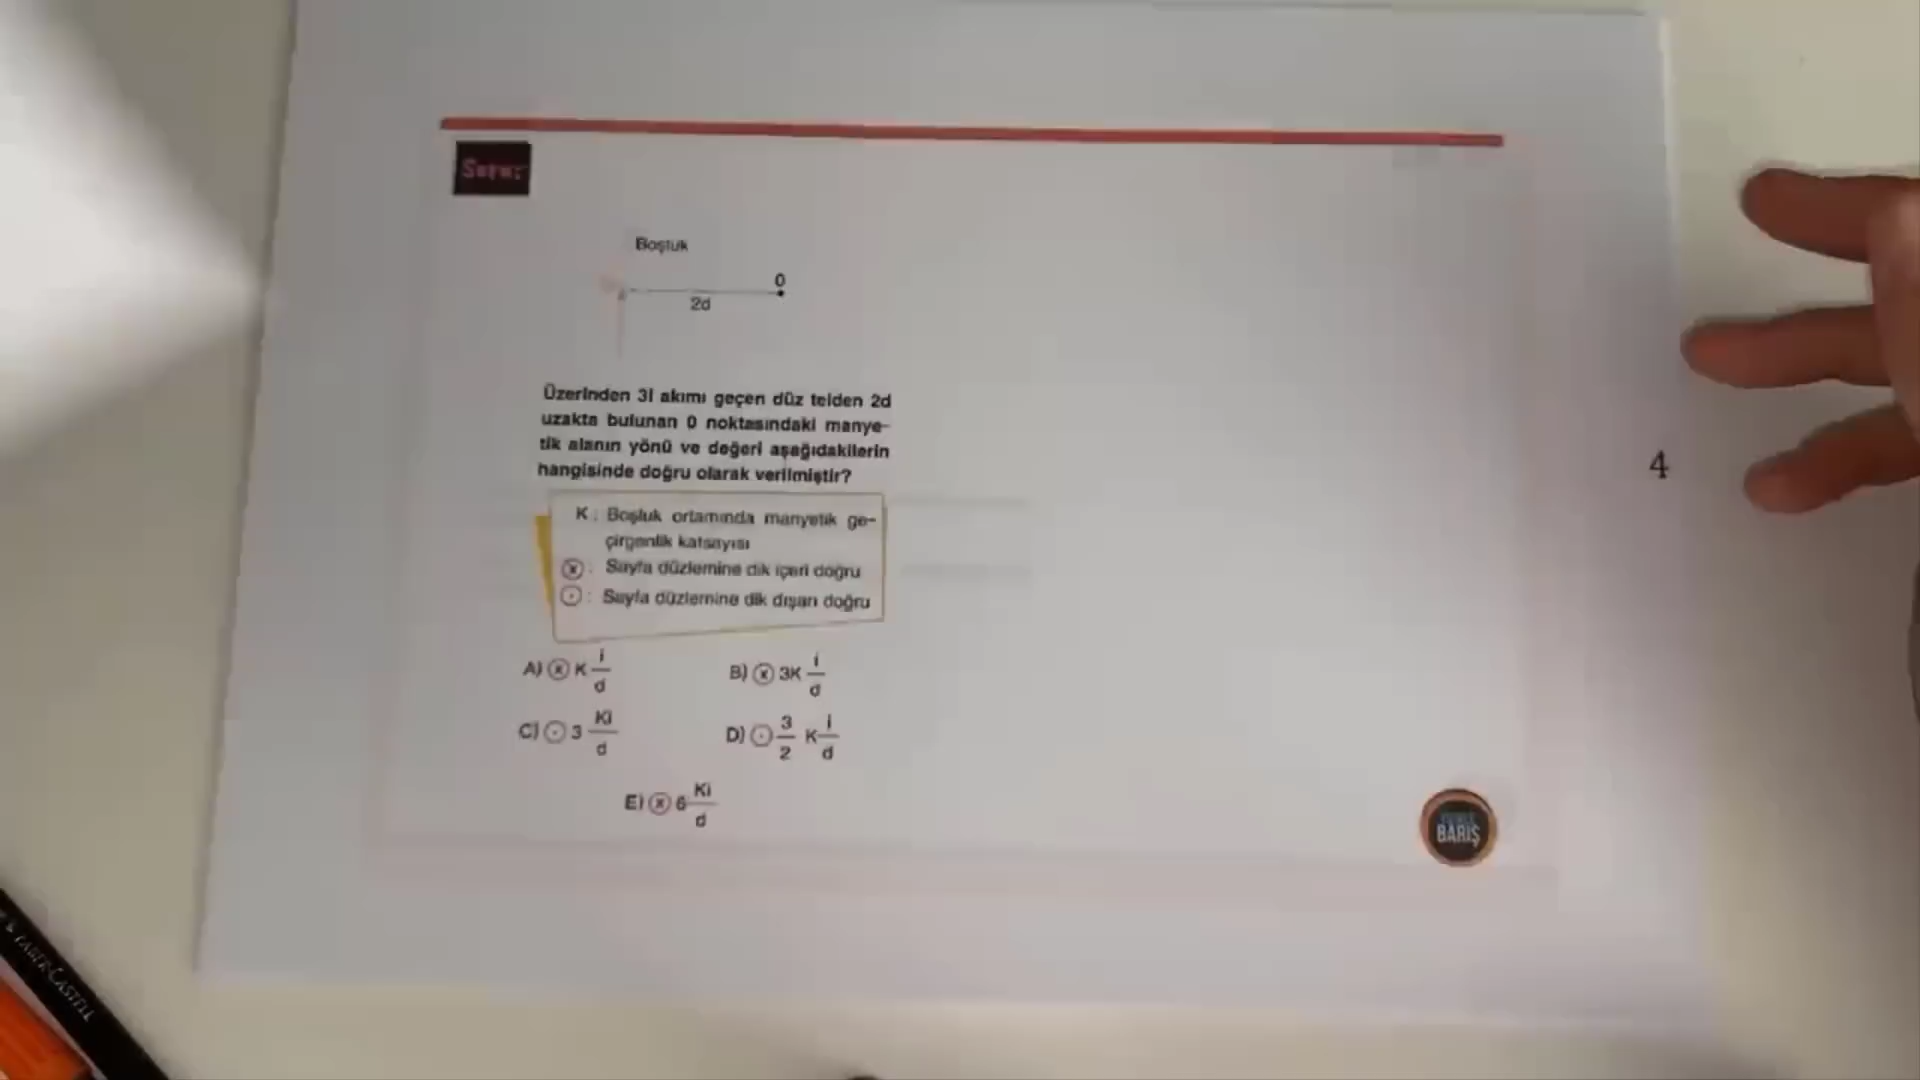 Soru:
Boşluk
0
2d
Üzerinden 3i akımı geçen düz telden 2d
uzakta bulunan 0 noktasındaki manye-
tik alanın yönü ve değeri aşağıdakilerin
hangisinde doğru olarak verilmiştir?
K : Boşluk ortamında manyetik ge-
çirgenlik katsayısı
ⓧ : Sayfa düzlemine dik içeri doğru
⊙ : Sayfa düzlemine dik dışarı doğru
A) ⓧ K i/d
B) ⓧ 3K i/d
C) ⊙ 3 Ki/d
D) ⊙ 3/2 K i/d
E) ⓧ 6 Ki/d
4
BARIŞ
FABER-CASTELL